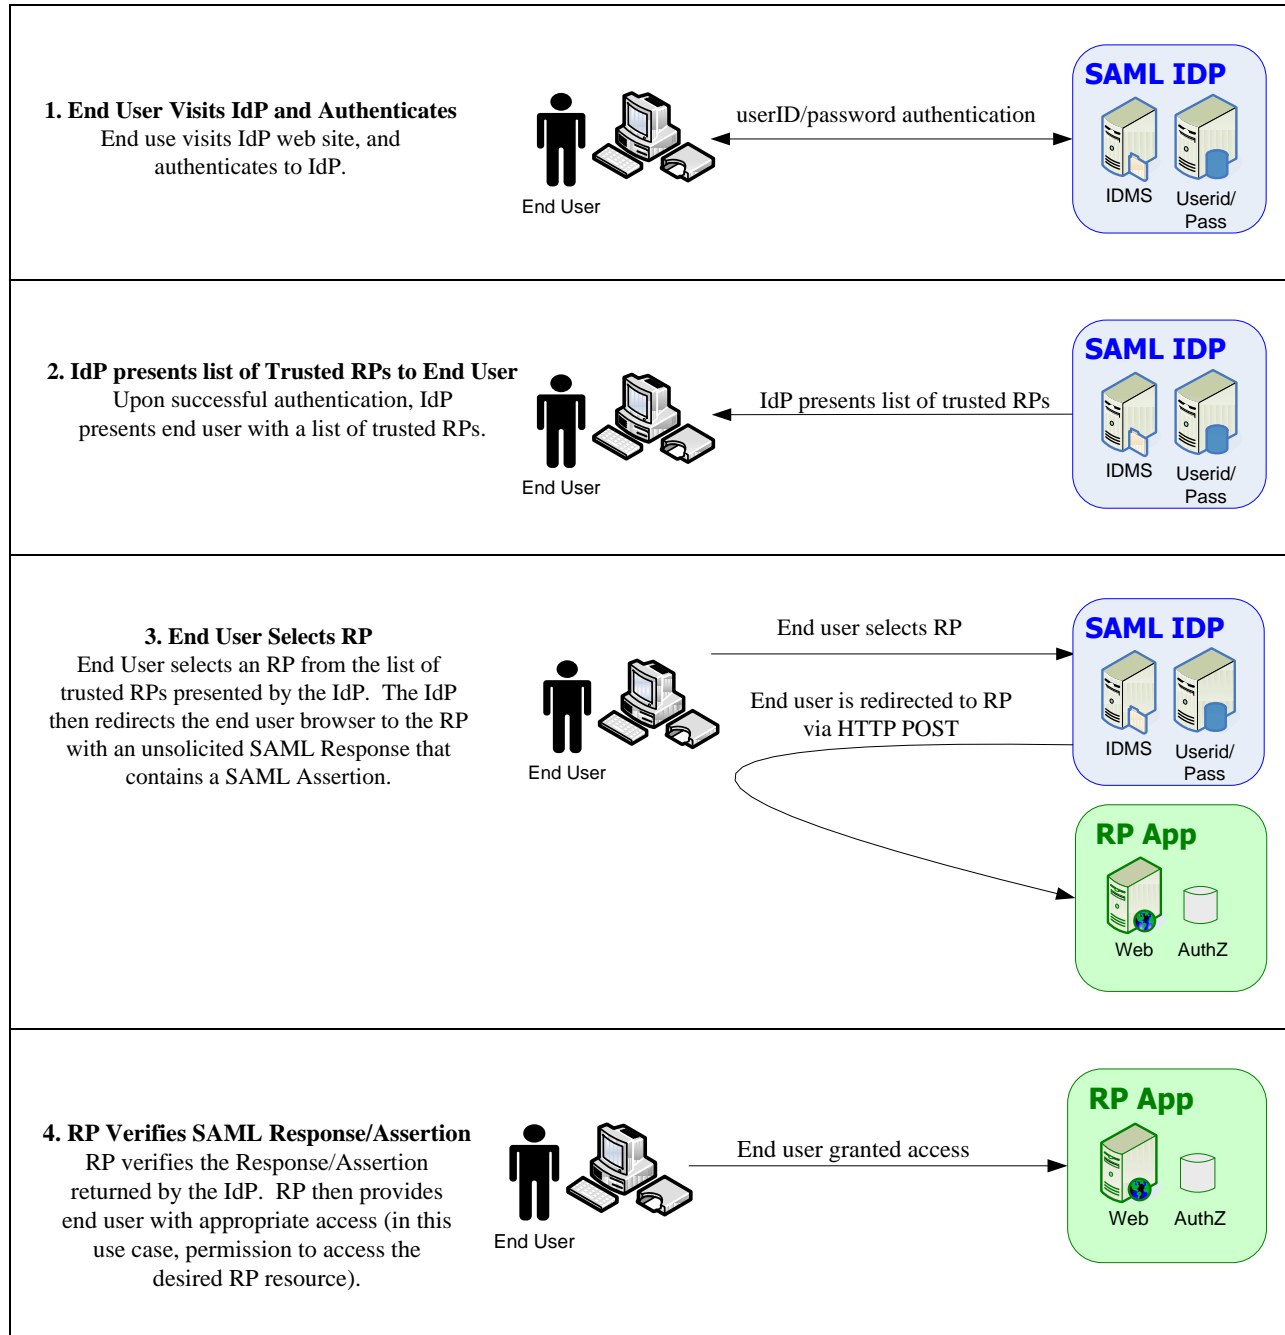 1. End User Visits IdP and Authenticates
End use visits IdP web site, and
authenticates to IdP.
End User
userID/password authentication
SAML IDP
IDMS
Userid/
Pass
2. IdP presents list of Trusted RPs to End User
Upon successful authentication, IdP
presents end user with a list of trusted RPs.
End User
IdP presents list of trusted RPs
SAML IDP
IDMS
Userid/
Pass
3. End User Selects RP
End User selects an RP from the list of
trusted RPs presented by the IdP. The IdP
then redirects the end user browser to the RP
with an unsolicited SAML Response that
contains a SAML Assertion.
End User
End user selects RP
End user is redirected to RP
via HTTP POST
SAML IDP
IDMS
Userid/
Pass
RP App
Web
AuthZ
4. RP Verifies SAML Response/Assertion
RP verifies the Response/Assertion
returned by the IdP. RP then provides
end user with appropriate access (in this
use case, permission to access the
desired RP resource).
End User
End user granted access
RP App
Web
AuthZ